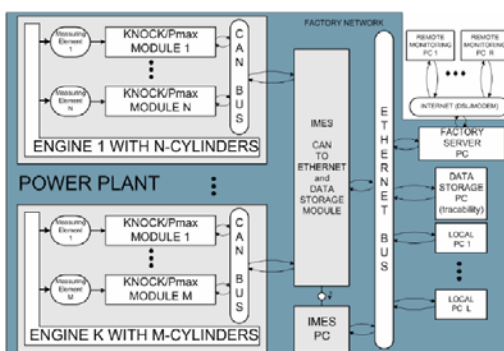 FACTORY NETWORK
Measuring
Element
1
KNOCK/Pmax
MODULE 1
Measuring
Element
N
KNOCK/Pmax
MODULE N
CAN BUS
ENGINE 1 WITH N-CYLINDERS
POWER PLANT
Measuring
Element
1
KNOCK/Pmax
MODULE 1
Measuring
Element
M
KNOCK/Pmax
MODULE M
CAN BUS
ENGINE K WITH M-CYLINDERS
IMES
CAN
TO
ETHERNET
and
DATA
STORAGE
MODULE
2
IMES
PC
ETHERNET BUS
REMOTE
MONITORING
PC 1
REMOTE
MONITORING
PC R
INTERNET (DSL/MODEM)
FACTORY
SERVER
PC
DATA
STORAGE
PC
(tracability)
LOCAL
PC 1
LOCAL
PC L